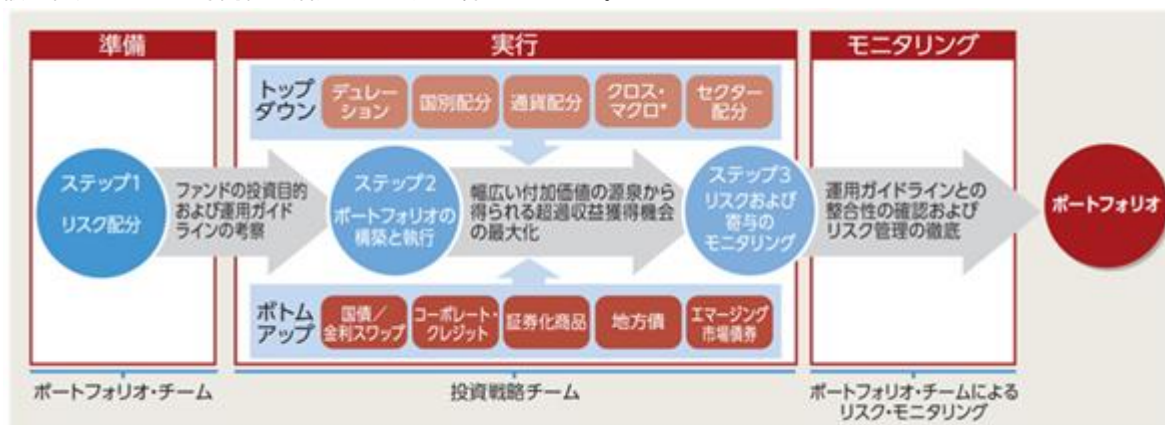 準備
実行
モニタリング
トップ
ダウン
デュレー
ション
国別配分
通貨配分
クロス・
マクロ*
セクター
配分
ステップ1
リスク配分
ファンドの投資目的
および運用ガイド
ラインの考察
ステップ2
ポートフォリオの
構築と執行
幅広い付加価値の源泉から
得られる超過収益獲得機会
の最大化
ステップ3
リスクおよび
寄与の
モニタリング
運用ガイドラインとの
整合性の確認および
リスク管理の徹底
ポートフォリオ
ボトム
アップ
国債/
金利スワップ
コーポレート・
クレジット
証券化商品
地方債
エマージング
市場債券
ポートフォリオ・チーム
投資戦略チーム
ポートフォリオ・チームによる
リスク・モニタリング